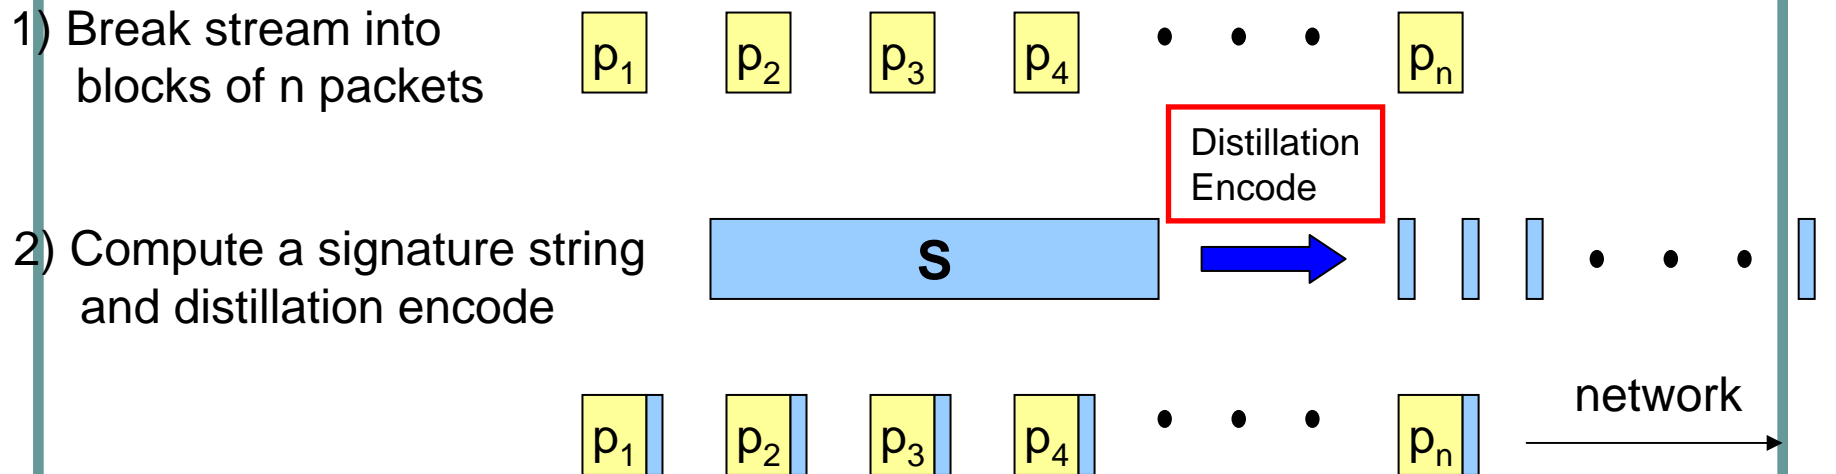 1) Break stream into
blocks of n packets
p₁ p₂ p₃ p₄ • • • pₙ
Distillation
Encode
2) Compute a signature string
and distillation encode
S
• • •
network
p₁ p₂ p₃ p₄ • • • pₙ